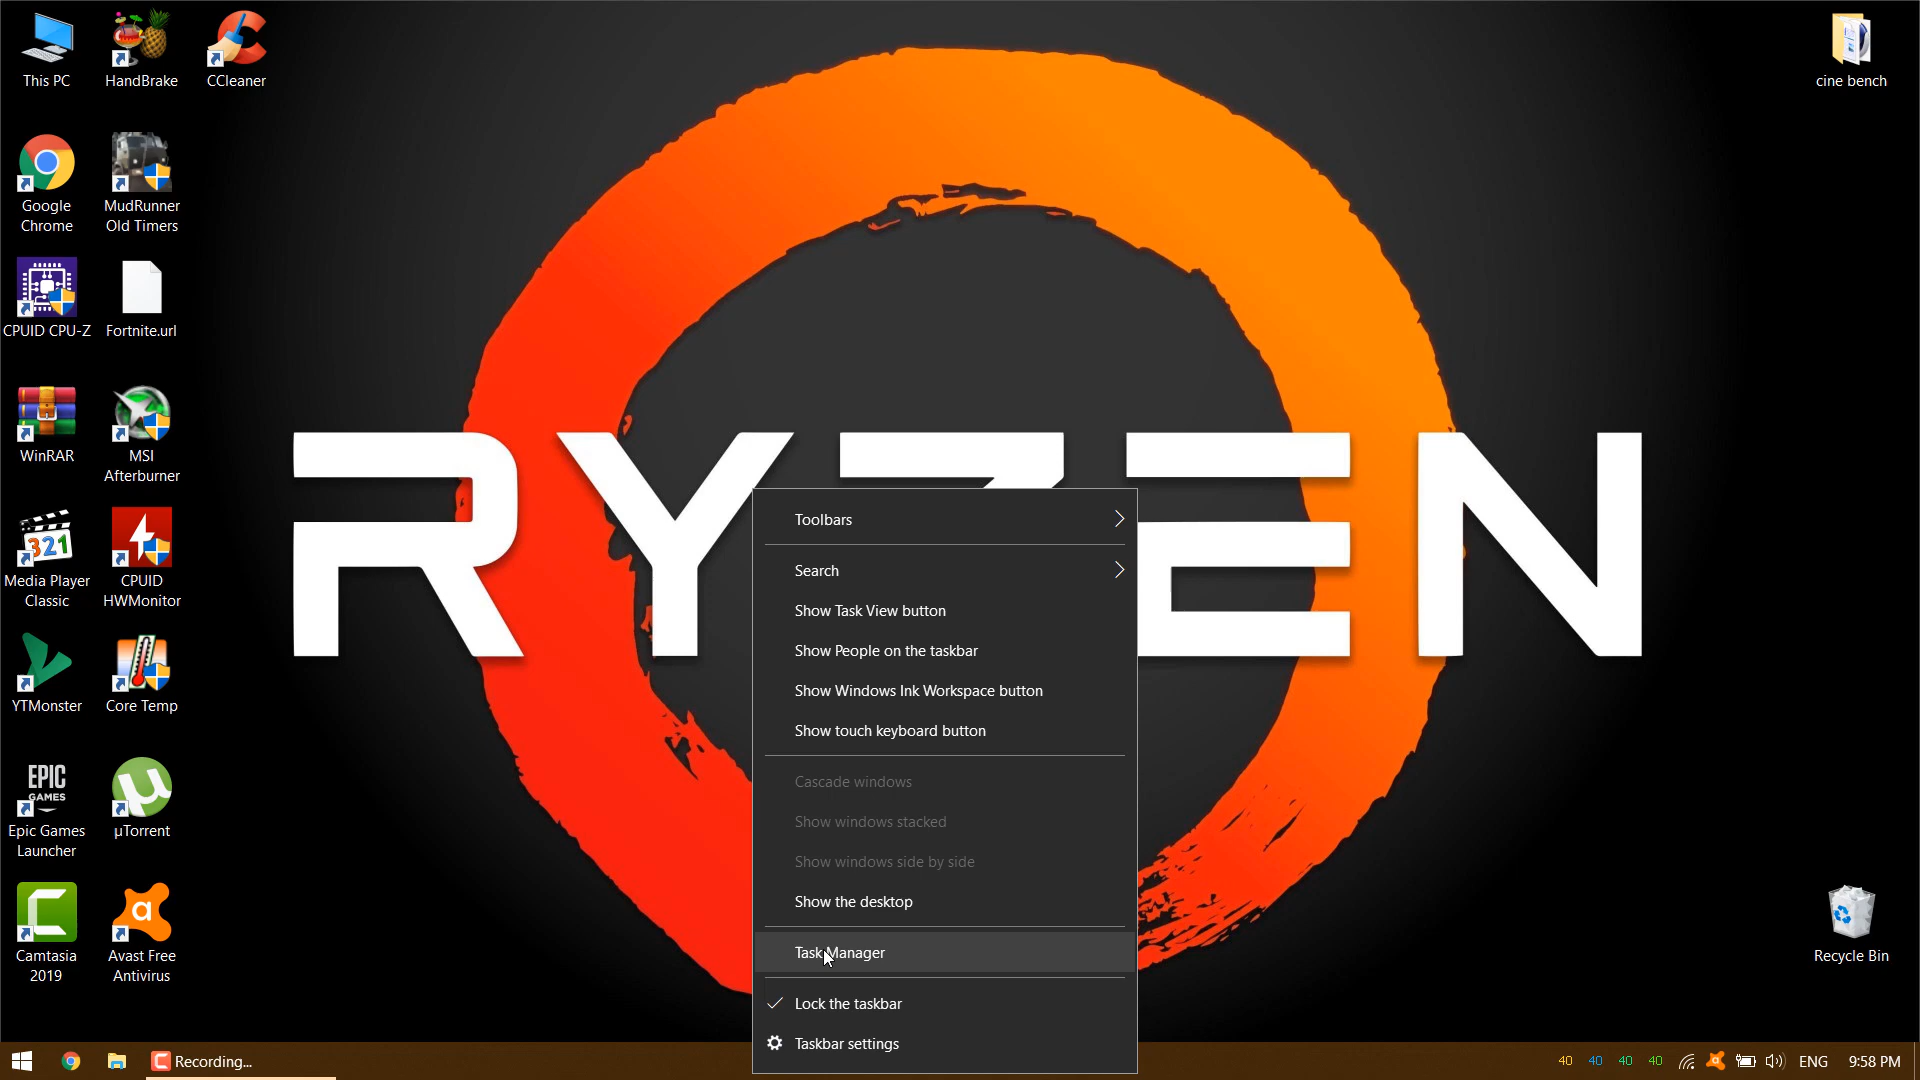 This PC
HandBrake
CCleaner
cine bench
Google
Chrome
MudRunner
Old Timers
CPUID CPU-Z
Fortnite.url
WinRAR
MSI
Afterburner
RYZEN
321
Media Player
Classic
CPUID
HWMonitor
YTMonster
Core Temp
EPIC
GAMES
Epic Games
Launcher
µ
µTorrent
Camtasia
2019
a
Avast Free
Antivirus
Recycle Bin
Toolbars
Search
Show Task View button
Show People on the taskbar
Show Windows Ink Workspace button
Show touch keyboard button
Cascade windows
Show windows stacked
Show windows side by side
Show the desktop
Task Manager
Lock the taskbar
Taskbar settings
Recording...
40 40 40 40 ENG 9:58 PM